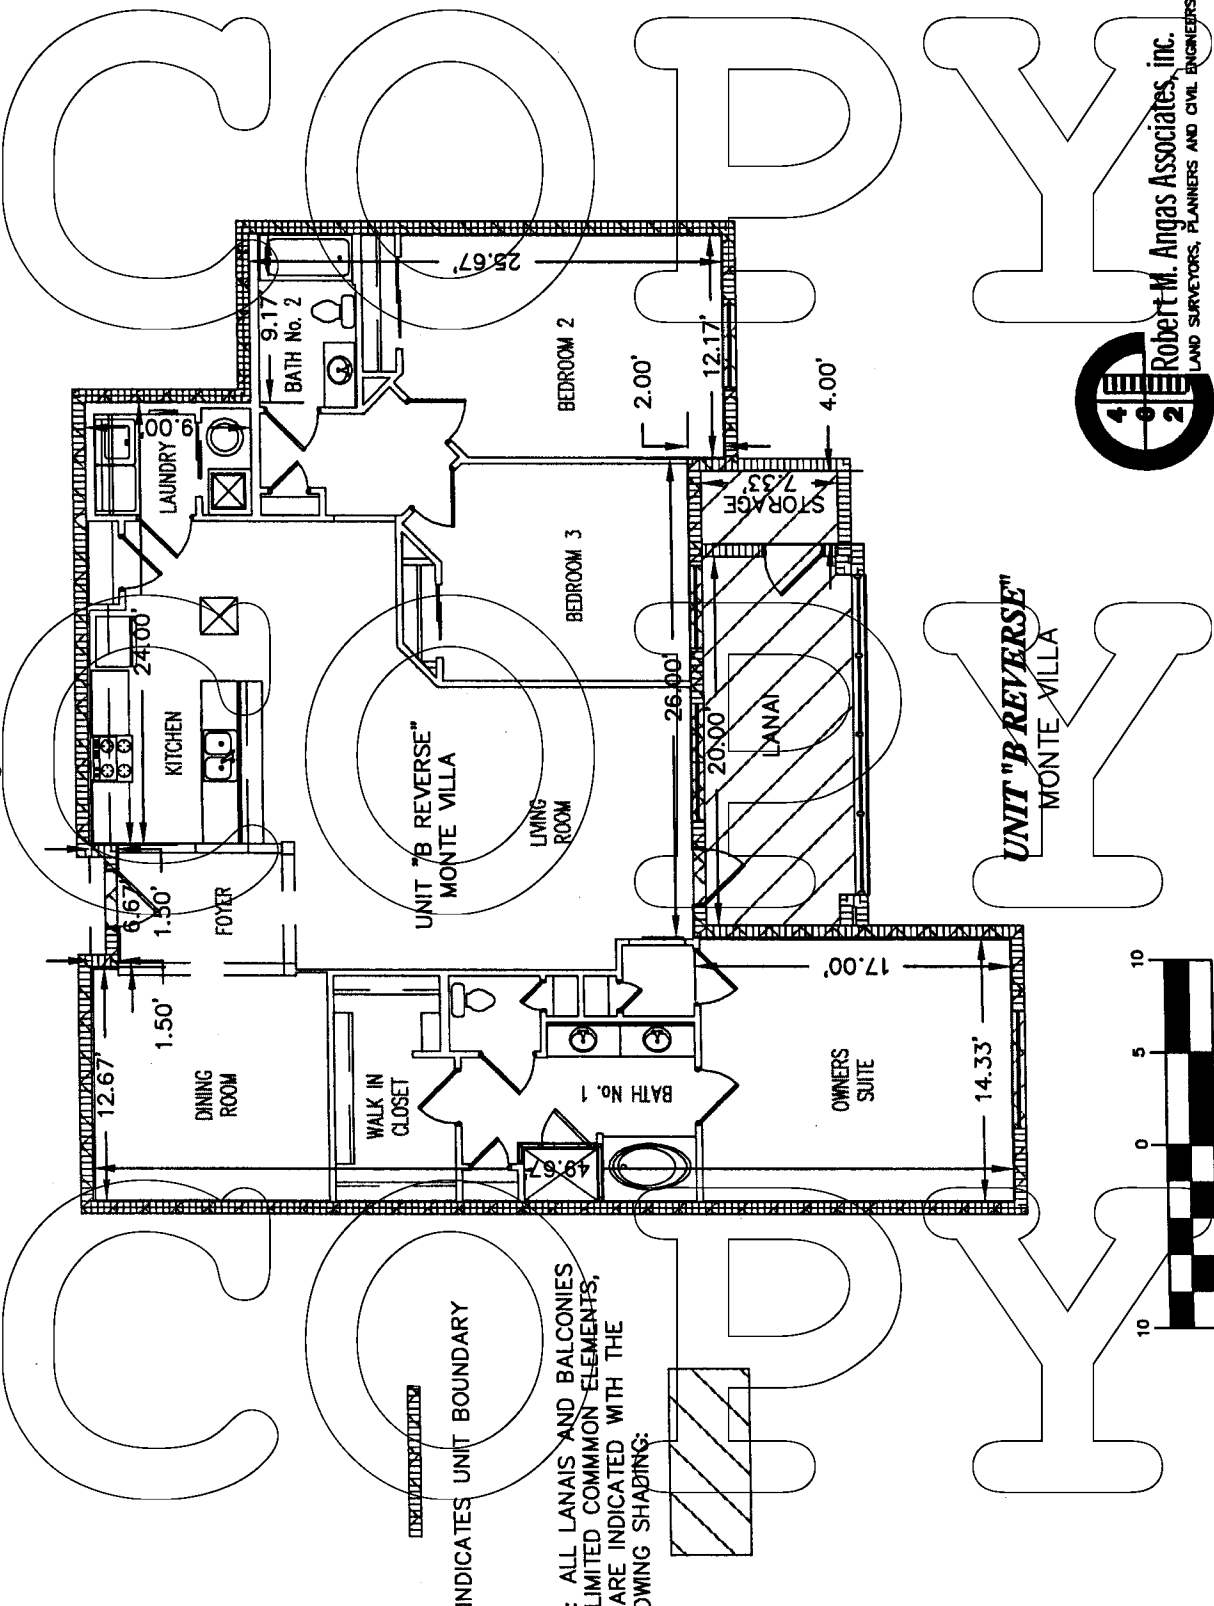 COPY
COPY
COPY
12.67'
1.50'
DINING
ROOM
6.67'
1.50'
FOYER
24.00'
KITCHEN
9.00'
LAUNDRY
9.17
BATH No. 2
25.67'
BEDROOM 2
12.17'
2.00'
4.00'
7.33'
STORAGE
BEDROOM 3
26.00'
20.00'
LANAI
UNIT "B REVERSE"
MONTE VILLA
LIVING
ROOM
WALK IN
CLOSET
BATH No. 1
49.67'
OWNERS
SUITE
17.00'
14.33'
INDICATES UNIT BOUNDARY
: ALL LANAIS AND BALCONIES
LIMITED COMMMON ELEMENTS,
ARE INDICATED WITH THE
OWING SHADING:
UNIT "B REVERSE"
MONTE VILLA
10 0 5 10
402
Robert M. Angas Associates, inc.
LAND SURVEYORS, PLANNERS AND CIVIL ENGINEERS